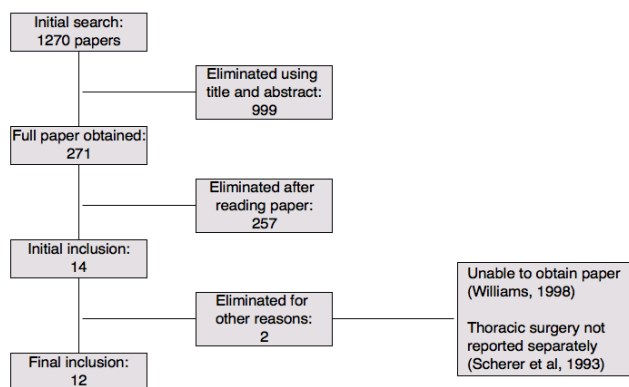 Initial search:
1270 papers
Eliminated using
title and abstract:
999
Full paper obtained:
271
Eliminated after
reading paper:
257
Initial inclusion:
14
Eliminated for
other reasons:
2
Unable to obtain paper
(Williams, 1998)
Thoracic surgery not
reported separately
(Scherer et al, 1993)
Final inclusion:
12